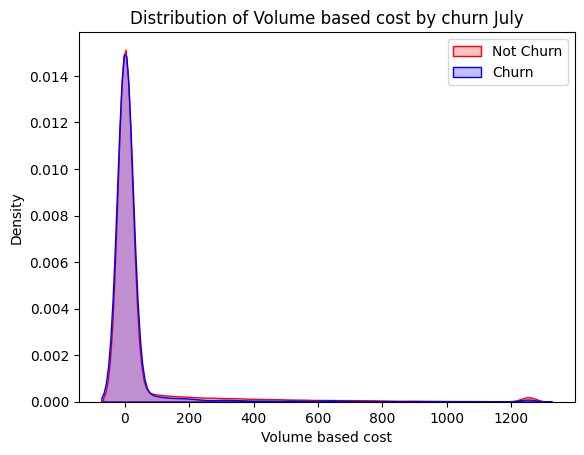 Distribution of Volume based cost by churn July
Not Churn
Churn
0.014
0.012
0.010
0.008
0.006
0.004
0.002
0.000
Density
0 200 400 600 800 1000 1200
Volume based cost